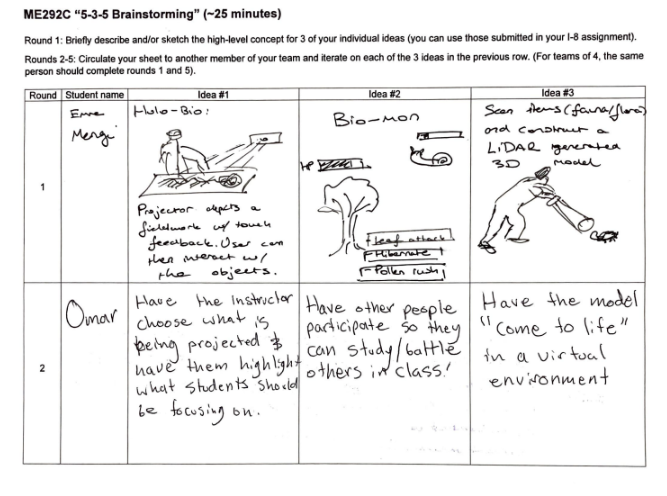 ME292C “5-3-5 Brainstorming” (~25 minutes)
Round 1: Briefly describe and/or sketch the high-level concept for 3 of your individual ideas (you can use those submitted in your I-8 assignment).
Rounds 2-5: Circulate your sheet to another member of your team and iterate on each of the 3 ideas in the previous row. (For teams of 4, the same
person should complete rounds 1 and 5).
Round Student name Idea #1 Idea #2 Idea #3
1
Emre
Mengi
Holo-Bio:
Projector depicts a
fieldwork w/ touch
feedback. User can
then interact w/
the objects.
Bio-mon
HP
HP
Leaf attack
Hibernate
Pollen rush
Scan items (fauna/flora)
and construct a
LiDAR generated
3D model
2
Omar
Have the Instructor
choose what is
being projected &
have them highlight
what students should
be focusing on.
Have other people
participate so they
can study/battle
others in class!
Have the model
"come to life"
in a virtual
environment